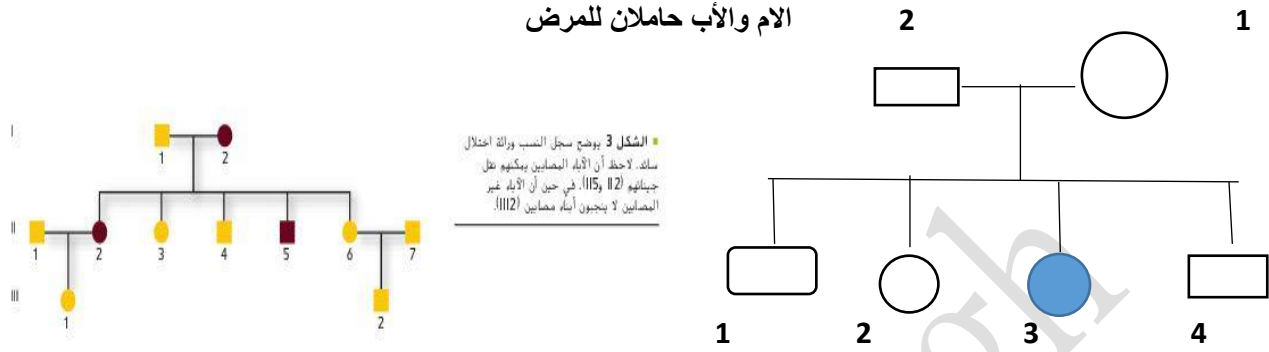 الام والأب حاملان للمرض
2
1
I
1
2
الشكل 3 يوضح سجل النسب وراثة اختلال
سائد. لاحظ أن الآباء المصابين يمكنهم نقل
جيناتهم (II2 وII5). في حين أن الآباء غير
المصابين لا ينجبون أبناء مصابين (III2).
II
1
2
3
4
5
6
7
III
1
2
1
2
3
4